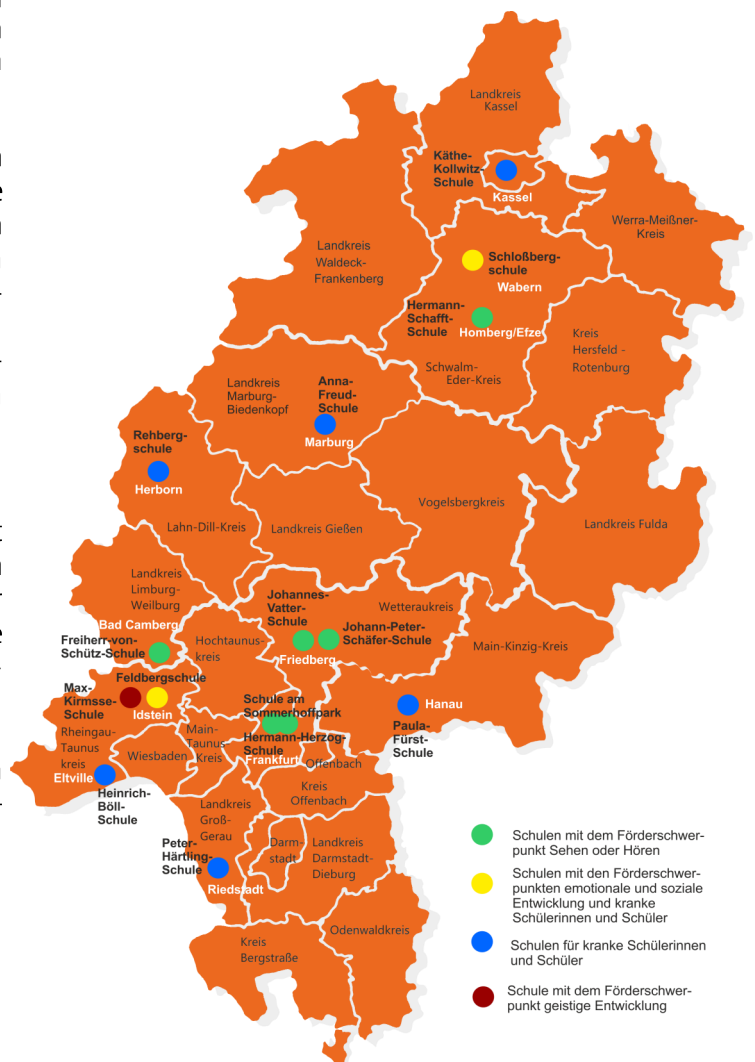 Landkreis
Kassel
Käthe-
Kollwitz-
Schule
Kassel
Werra-Meißner-
Kreis
Landkreis
Waldeck-
Frankenberg
Schloßberg-
schule
Wabern
Hermann-
Schafft-
Schule
Homberg/Efze
Kreis
Hersfeld -
Rotenburg
Schwalm-
Eder-Kreis
Landkreis
Marburg-
Biedenkopf
Anna-
Freud-
Schule
Marburg
Rehberg-
schule
Herborn
Vogelsbergkreis
Lahn-Dill-Kreis
Landkreis Gießen
Landkreis Fulda
Landkreis
Limburg-
Weilburg
Johannes-
Vatter-
Schule
Wetteraukreis
Bad Camberg
Freiherr-von-
Schütz-Schule
Hochtaunus-
kreis
Johann-Peter-
Schäfer-Schule
Friedberg
Main-Kinzig-Kreis
Feldbergschule
Max-
Kirmsse-
Schule
Idstein
Schule am
Sommerhoffpark
Hermann-Herzog-
Schule
Frankfurt
Hanau
Paula-
Fürst-
Schule
Rheingau-
Taunus
kreis
Main-
Taunus-
Kreis
Wiesbaden
Offenbach
Eltville
Heinrich-
Böll-
Schule
Kreis
Offenbach
Landkreis
Groß-
Gerau
Peter-
Härtling-
Schule
Riedstadt
Darm-
stadt
Landkreis
Darmstadt-
Dieburg
Odenwaldkreis
Kreis
Bergstraße
Schulen mit dem Förderschwer-
punkt Sehen oder Hören
Schulen mit den Förderschwer-
punkten emotionale und soziale
Entwicklung und kranke
Schülerinnen und Schüler
Schulen für kranke Schülerinnen
und Schüler
Schule mit dem Förderschwer-
punkt geistige Entwicklung